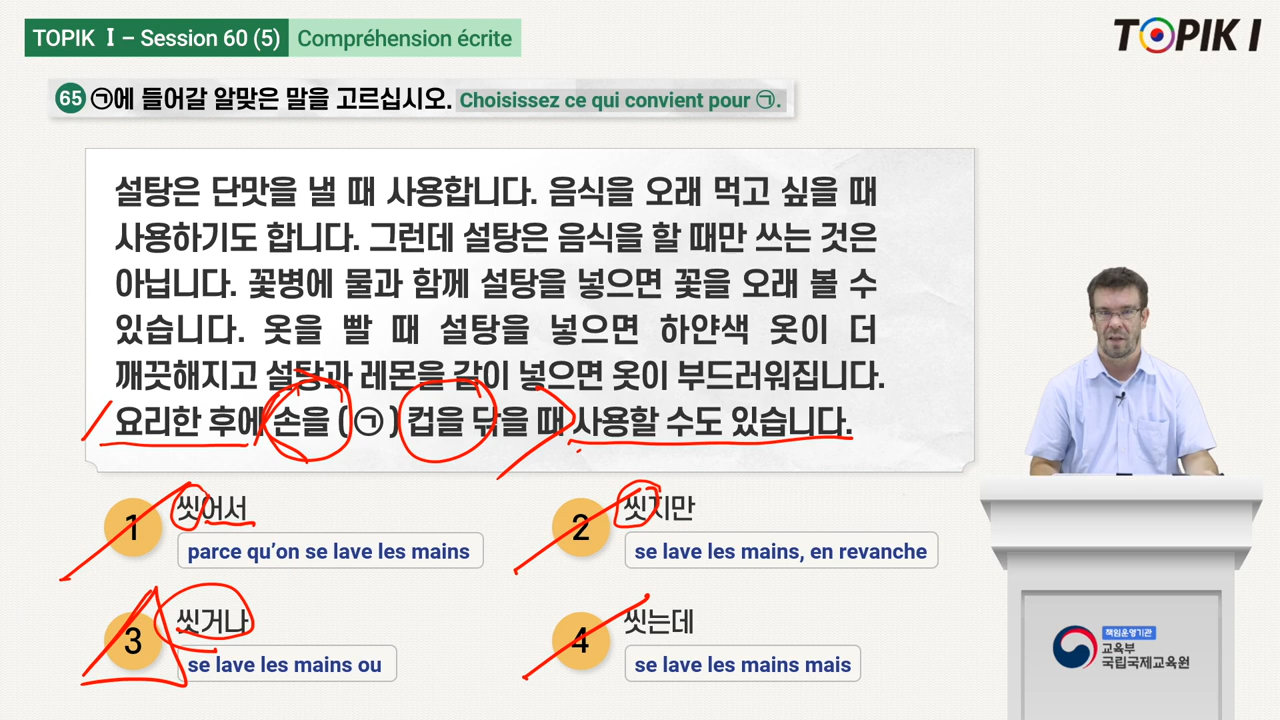 TOPIK Ⅰ – Session 60 (5) Compréhension écrite
TOPIK I
65 ㉠에 들어갈 알맞은 말을 고르십시오. Choisissez ce qui convient pour ㉠.
설탕은 단맛을 낼 때 사용합니다. 음식을 오래 먹고 싶을 때
사용하기도 합니다. 그런데 설탕은 음식을 할 때만 쓰는 것은
아닙니다. 꽃병에 물과 함께 설탕을 넣으면 꽃을 오래 볼 수
있습니다. 옷을 빨 때 설탕을 넣으면 하얀색 옷이 더
깨끗해지고 설탕과 레몬을 같이 넣으면 옷이 부드러워집니다.
요리한 후에 손을 (㉠) 컵을 닦을 때 사용할 수도 있습니다.
1 씻어서
parce qu’on se lave les mains
2 씻지만
se lave les mains, en revanche
3 씻거나
se lave les mains ou
4 씻는데
se lave les mains mais
책임운영기관
교육부
국립국제교육원